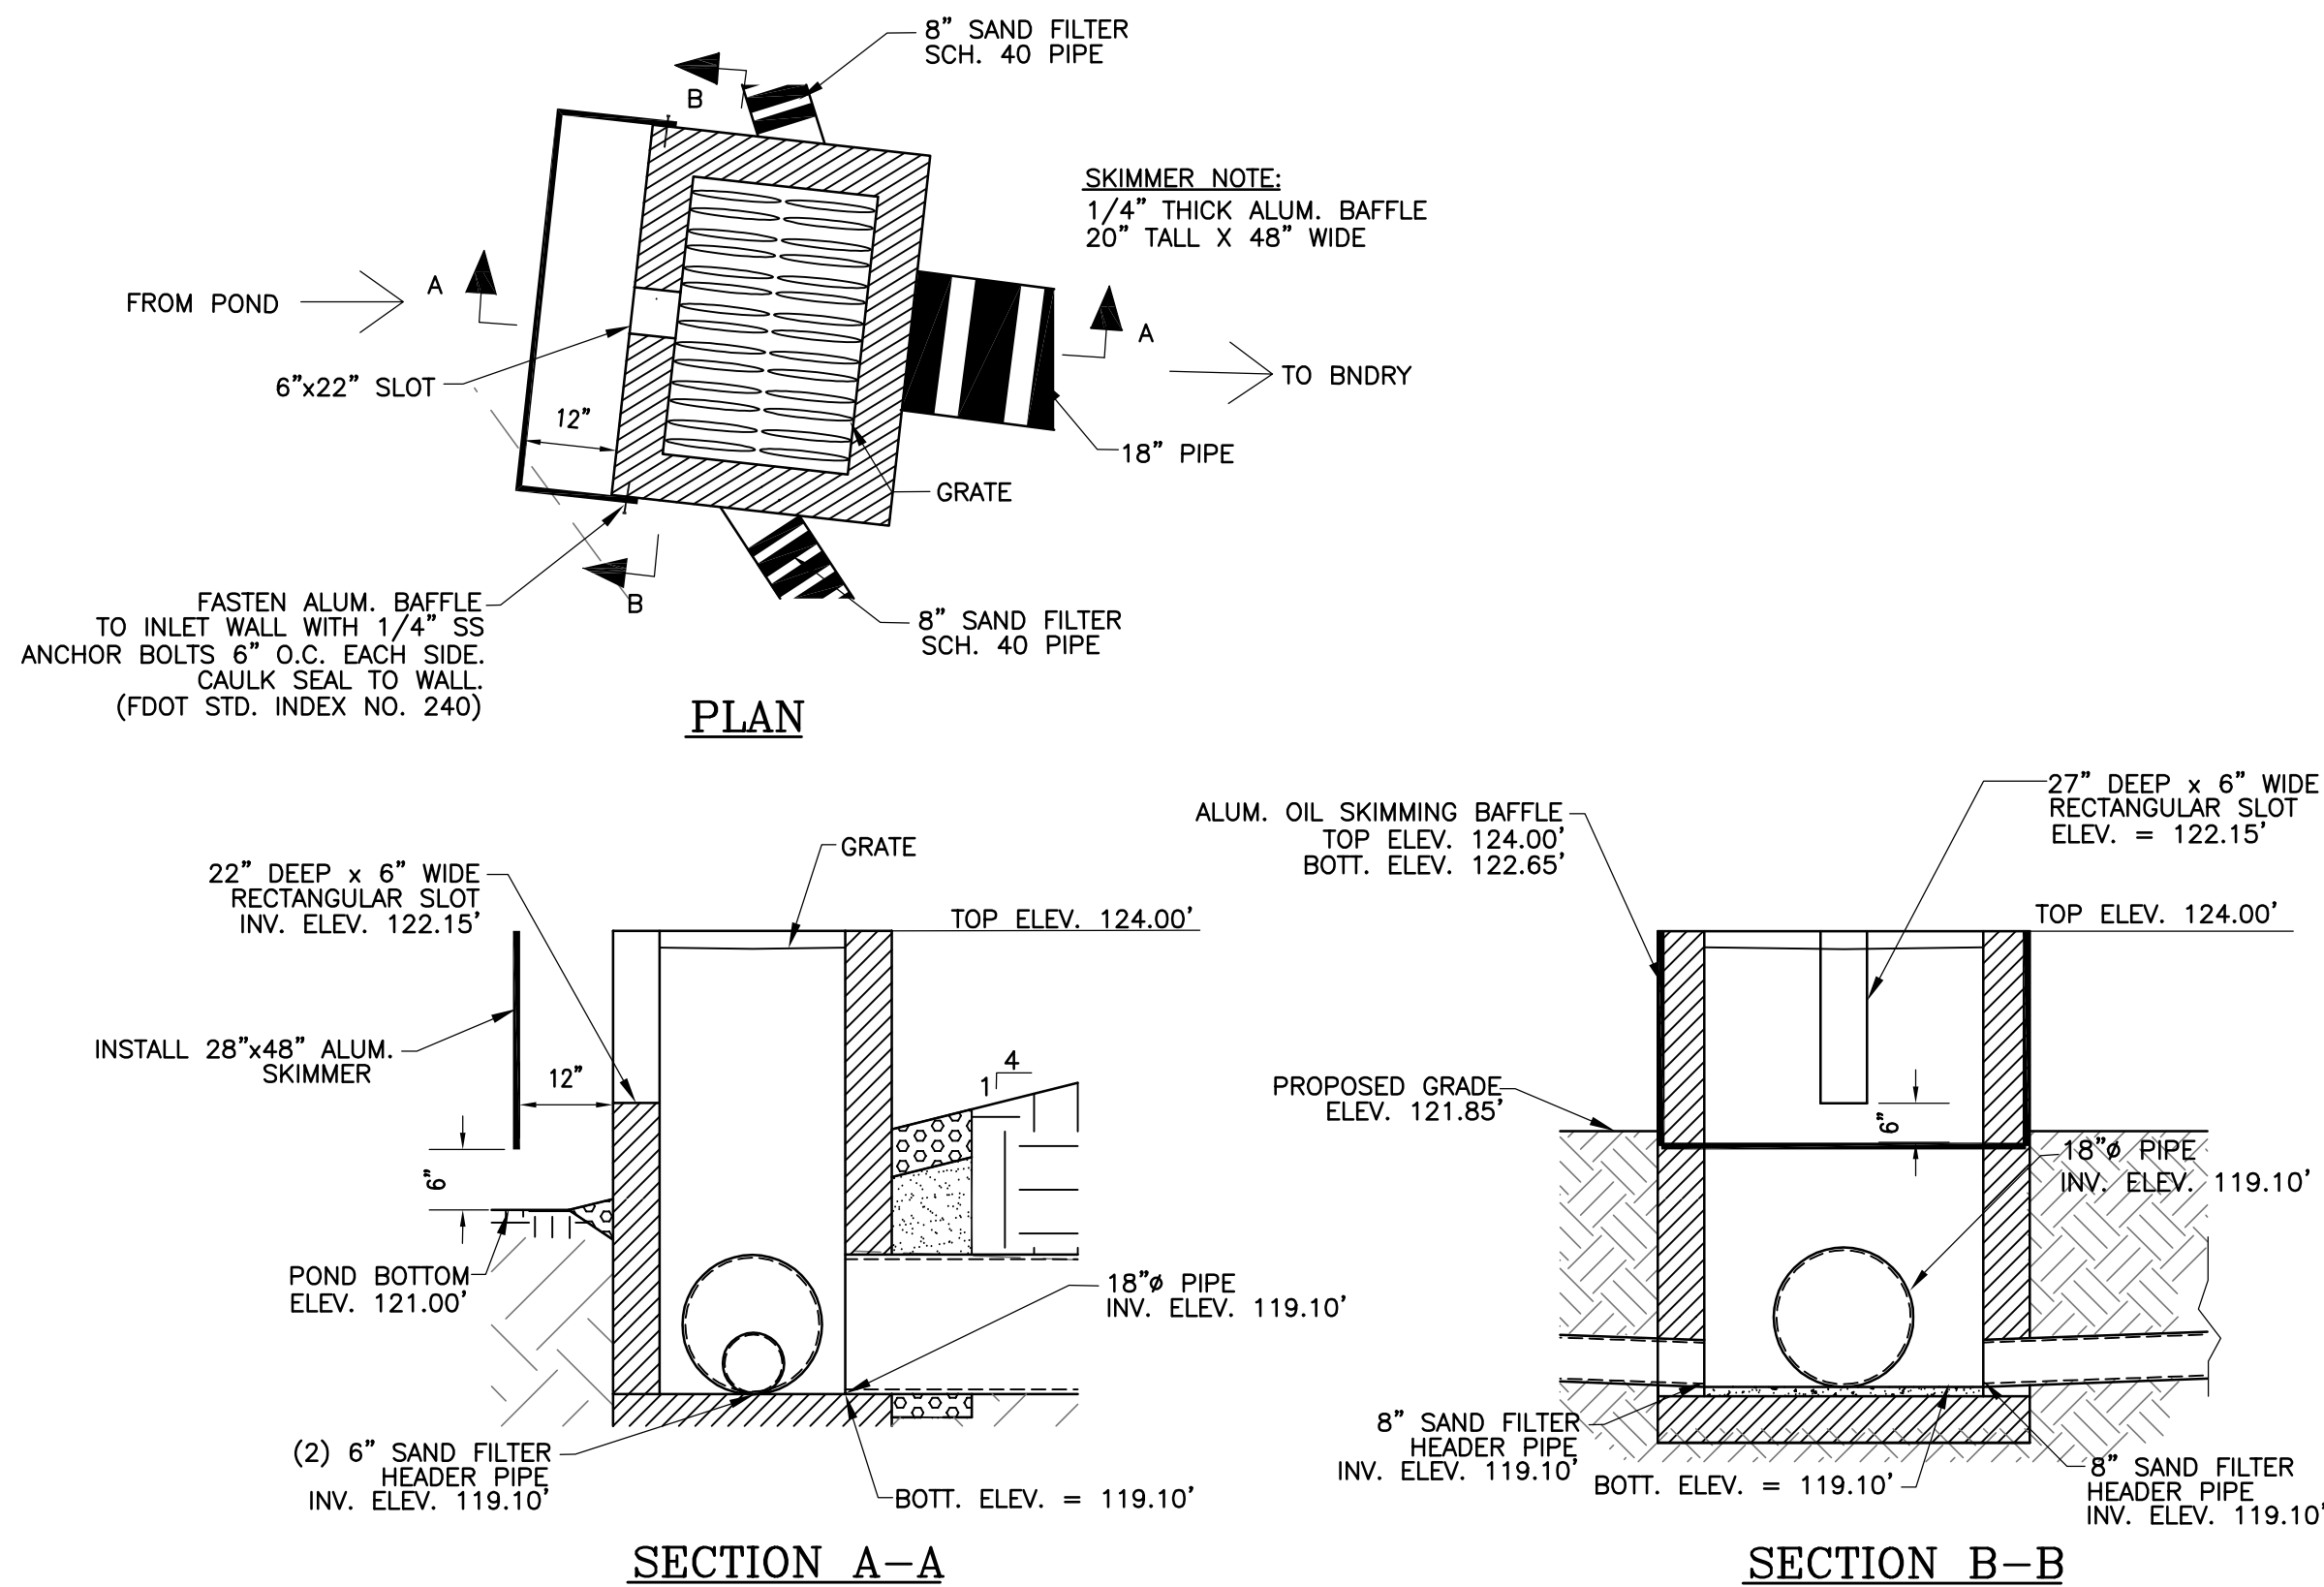 8” SAND FILTER
SCH. 40 PIPE
B
SKIMMER NOTE:
1/4” THICK ALUM. BAFFLE
20” TALL X 48” WIDE
FROM POND
A
A
TO BNDRY
6”x22” SLOT
12”
18” PIPE
GRATE
FASTEN ALUM. BAFFLE
TO INLET WALL WITH 1/4” SS
ANCHOR BOLTS 6” O.C. EACH SIDE.
CAULK SEAL TO WALL.
(FDOT STD. INDEX NO. 240)
B
8” SAND FILTER
SCH. 40 PIPE
PLAN
22” DEEP x 6” WIDE
RECTANGULAR SLOT
INV. ELEV. 122.15’
GRATE
TOP ELEV. 124.00’
INSTALL 28”x48” ALUM.
SKIMMER
12”
4
1
6”
POND BOTTOM
ELEV. 121.00’
18”ø PIPE
INV. ELEV. 119.10’
(2) 6” SAND FILTER
HEADER PIPE
INV. ELEV. 119.10’
BOTT. ELEV. = 119.10’
SECTION A–A
ALUM. OIL SKIMMING BAFFLE
TOP ELEV. 124.00’
BOTT. ELEV. 122.65’
27” DEEP x 6” WIDE
RECTANGULAR SLOT
ELEV. = 122.15’
TOP ELEV. 124.00’
PROPOSED GRADE
ELEV. 121.85’
6”
18”ø PIPE
INV. ELEV. 119.10’
8” SAND FILTER
HEADER PIPE
INV. ELEV. 119.10’
BOTT. ELEV. = 119.10’
8” SAND FILTER
HEADER PIPE
INV. ELEV. 119.10’
SECTION B–B